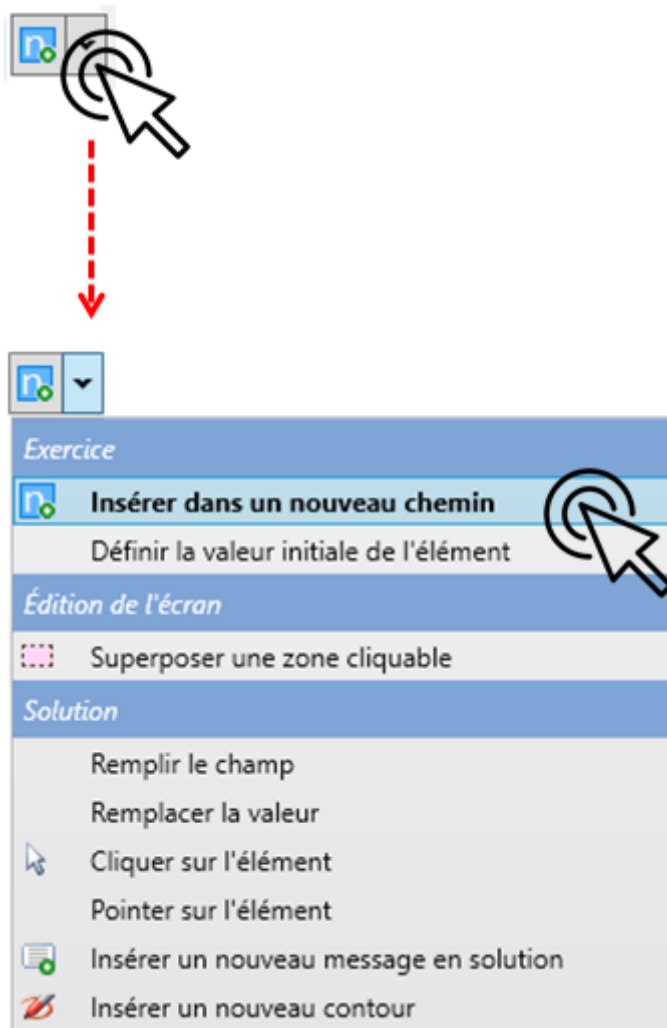 n
n
Exercice
n Insérer dans un nouveau chemin
Définir la valeur initiale de l'élément
Édition de l'écran
Superposer une zone cliquable
Solution
Remplir le champ
Remplacer la valeur
Cliquer sur l'élément
Pointer sur l'élément
Insérer un nouveau message en solution
Insérer un nouveau contour